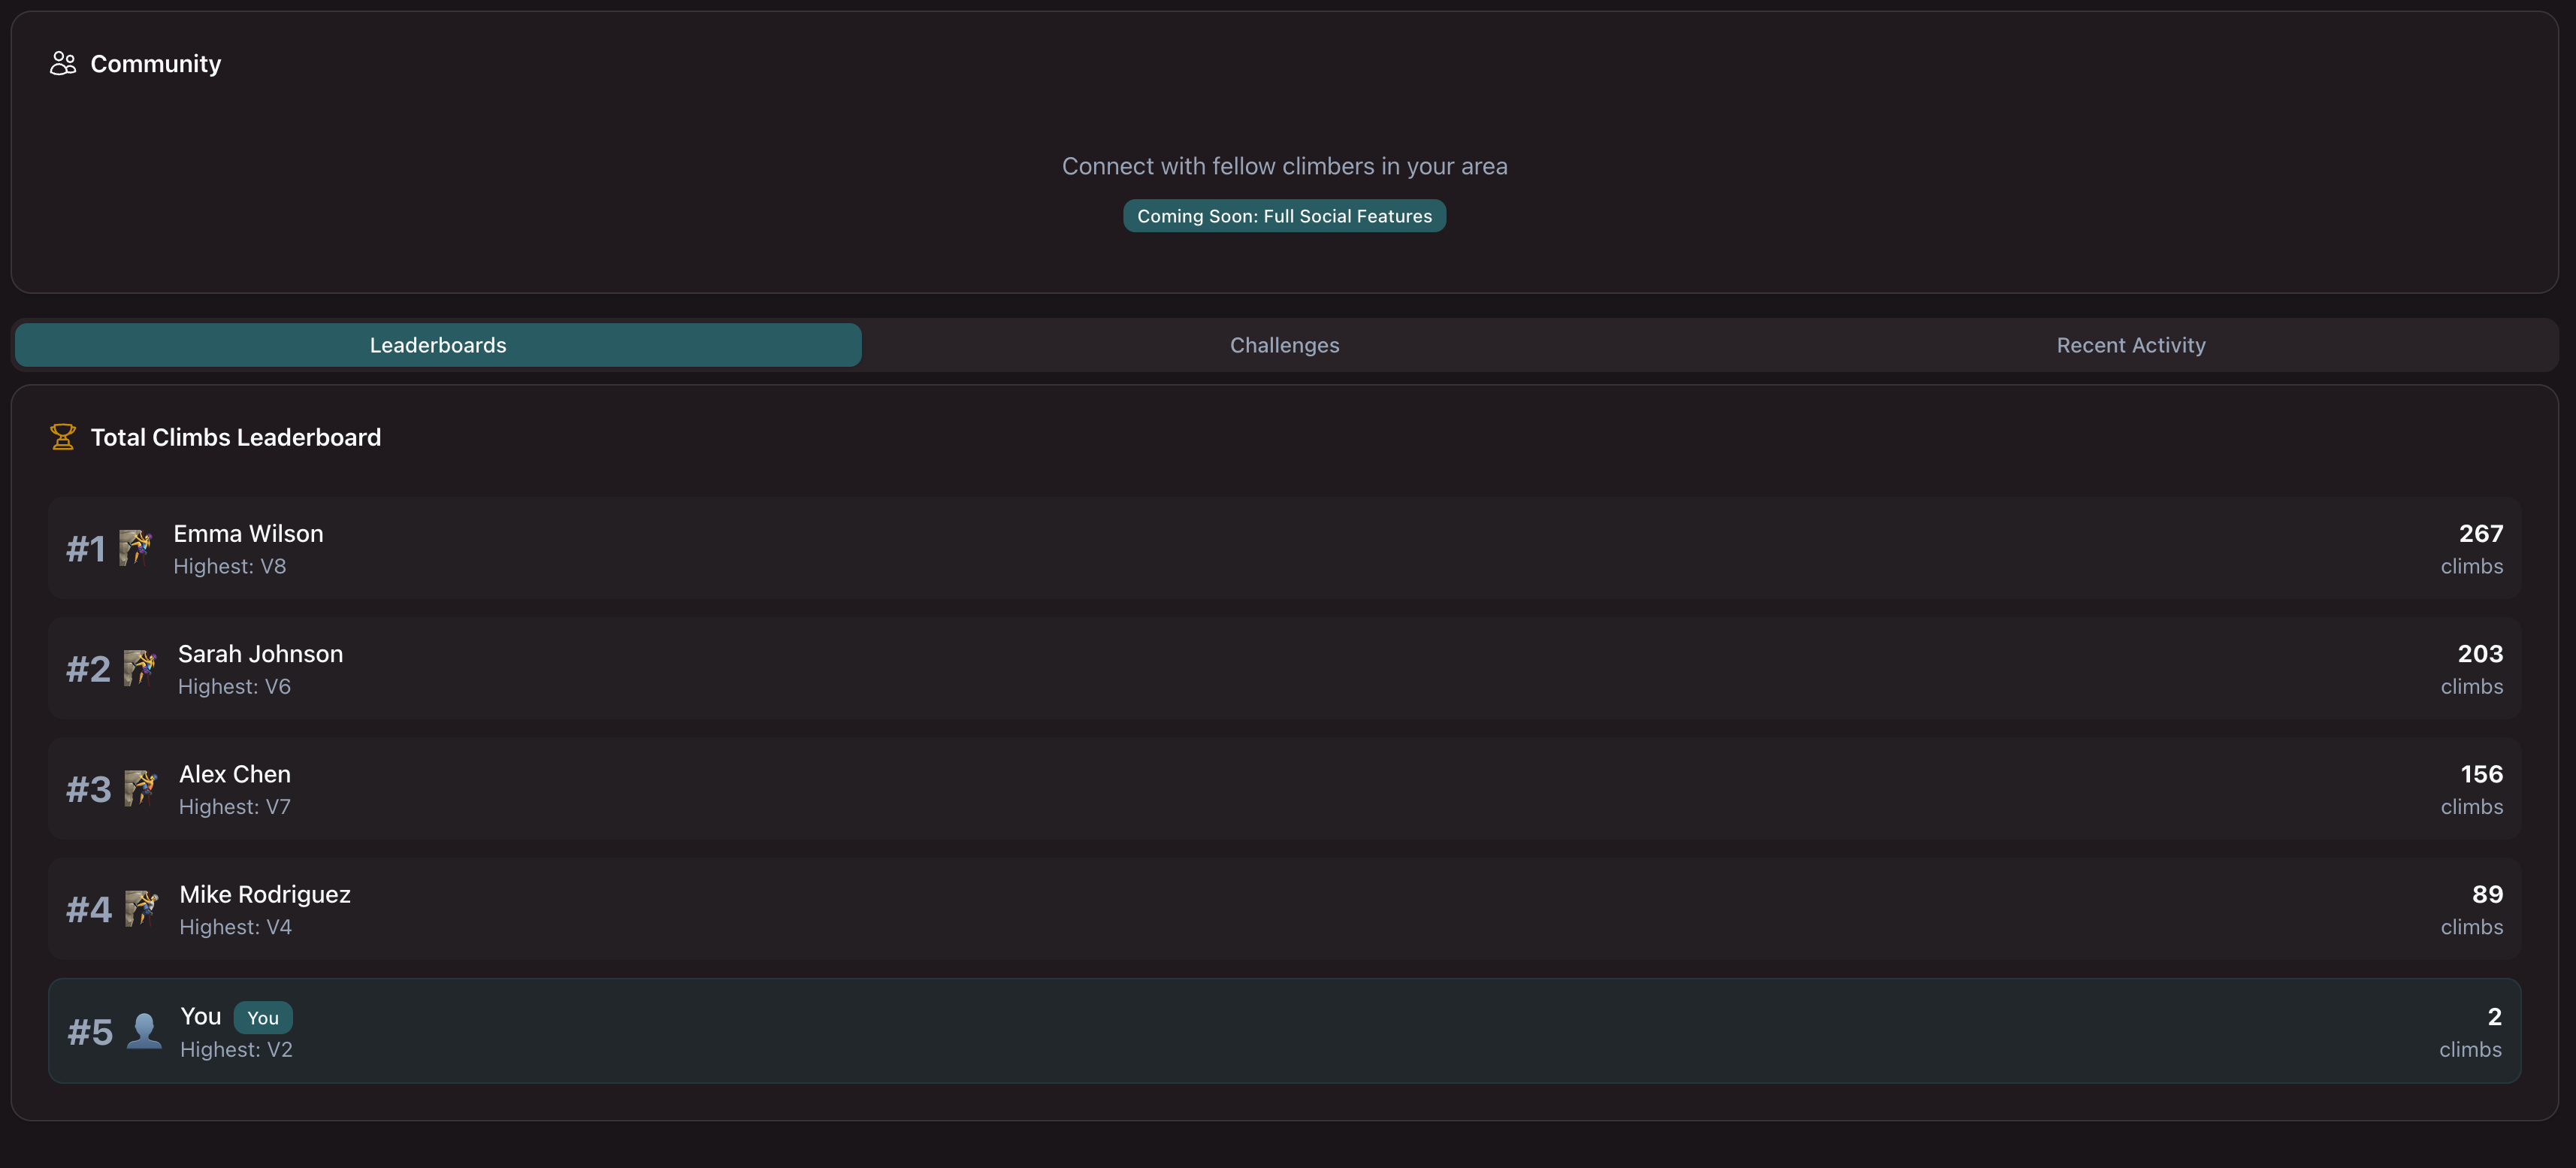 Community
Connect with fellow climbers in your area
Coming Soon: Full Social Features
Leaderboards
Challenges
Recent Activity
Total Climbs Leaderboard
#1
Emma Wilson
Highest: V8
267
climbs
#2
Sarah Johnson
Highest: V6
203
climbs
#3
Alex Chen
Highest: V7
156
climbs
#4
Mike Rodriguez
Highest: V4
89
climbs
#5
You
You
Highest: V2
2
climbs